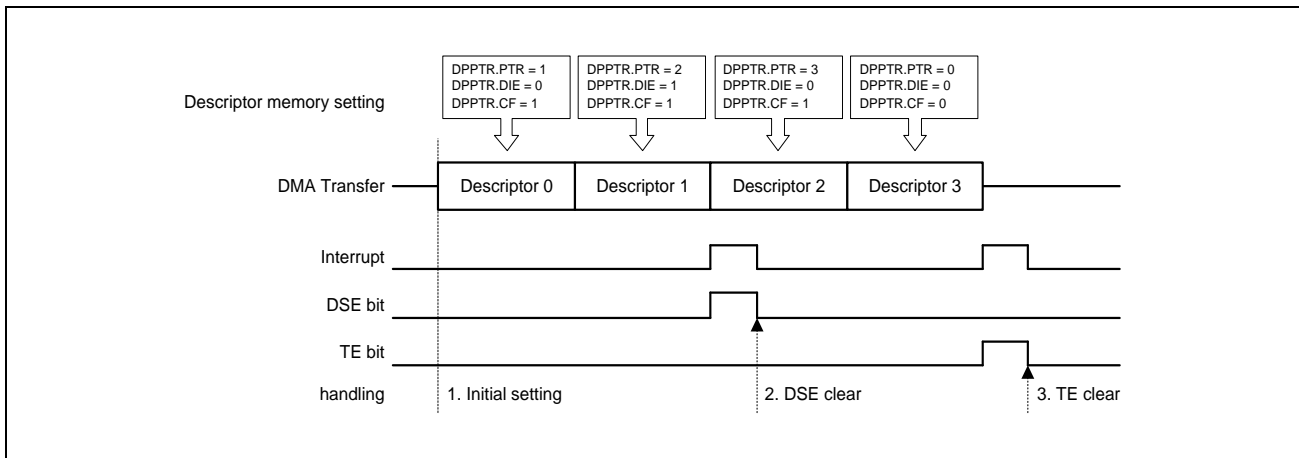 DPPTR.PTR = 1
DPPTR.DIE = 0
DPPTR.CF = 1
DPPTR.PTR = 2
DPPTR.DIE = 1
DPPTR.CF = 1
DPPTR.PTR = 3
DPPTR.DIE = 0
DPPTR.CF = 1
DPPTR.PTR = 0
DPPTR.DIE = 0
DPPTR.CF = 0
Descriptor memory setting
DMA Transfer
Descriptor 0
Descriptor 1
Descriptor 2
Descriptor 3
Interrupt
DSE bit
TE bit
handling
1. Initial setting
2. DSE clear
3. TE clear